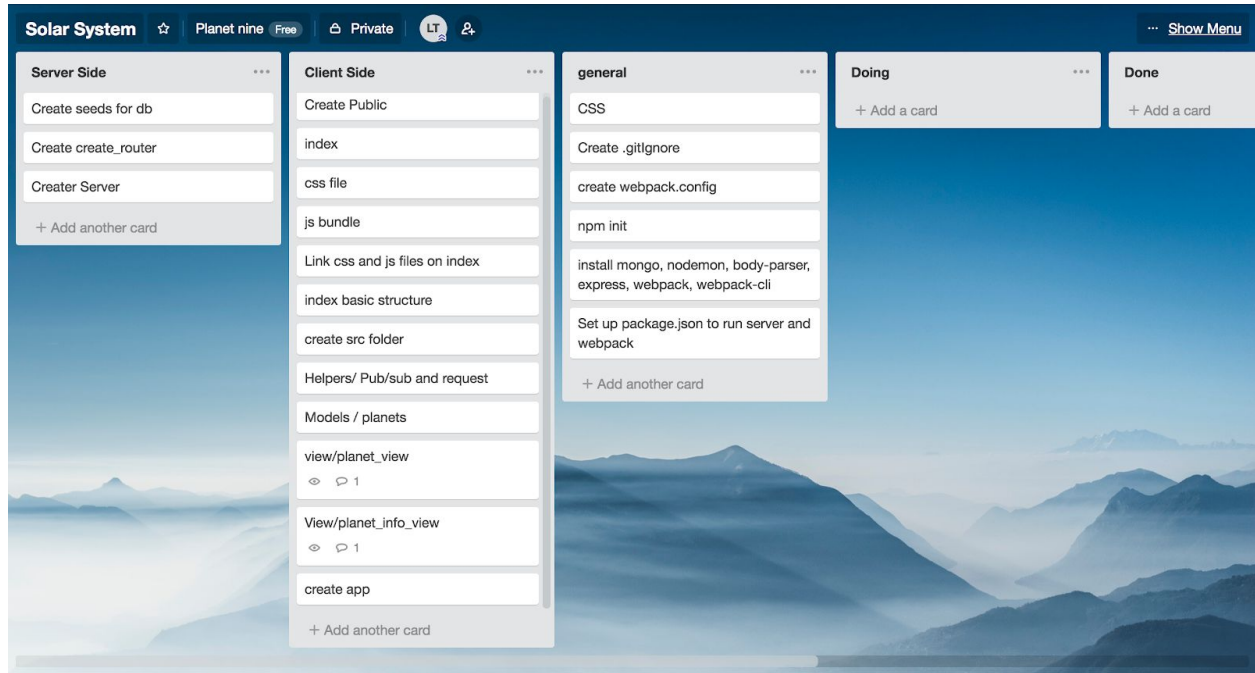 Solar System
Planet nine Free
Private
LT
... Show Menu
Server Side
Create seeds for db
Create create_router
Creater Server
+ Add another card
Client Side
Create Public
index
css file
js bundle
Link css and js files on index
index basic structure
create src folder
Helpers/ Pub/sub and request
Models / planets
view/planet_view
1
View/planet_info_view
1
create app
+ Add another card
general
CSS
Create .gitIgnore
create webpack.config
npm init
install mongo, nodemon, body-parser,
express, webpack, webpack-cli
Set up package.json to run server and
webpack
+ Add another card
Doing
+ Add a card
Done
+ Add a card